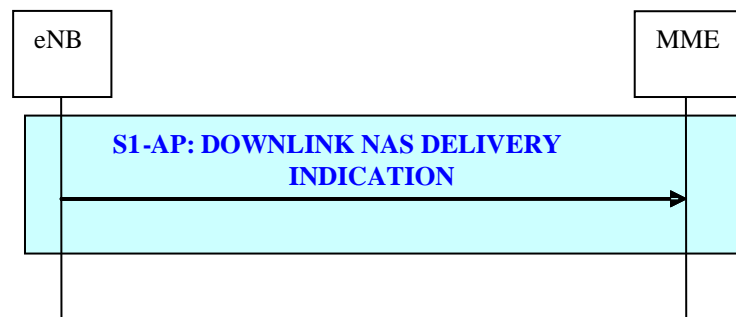 eNB
MME
S1-AP: DOWNLINK NAS DELIVERY
INDICATION